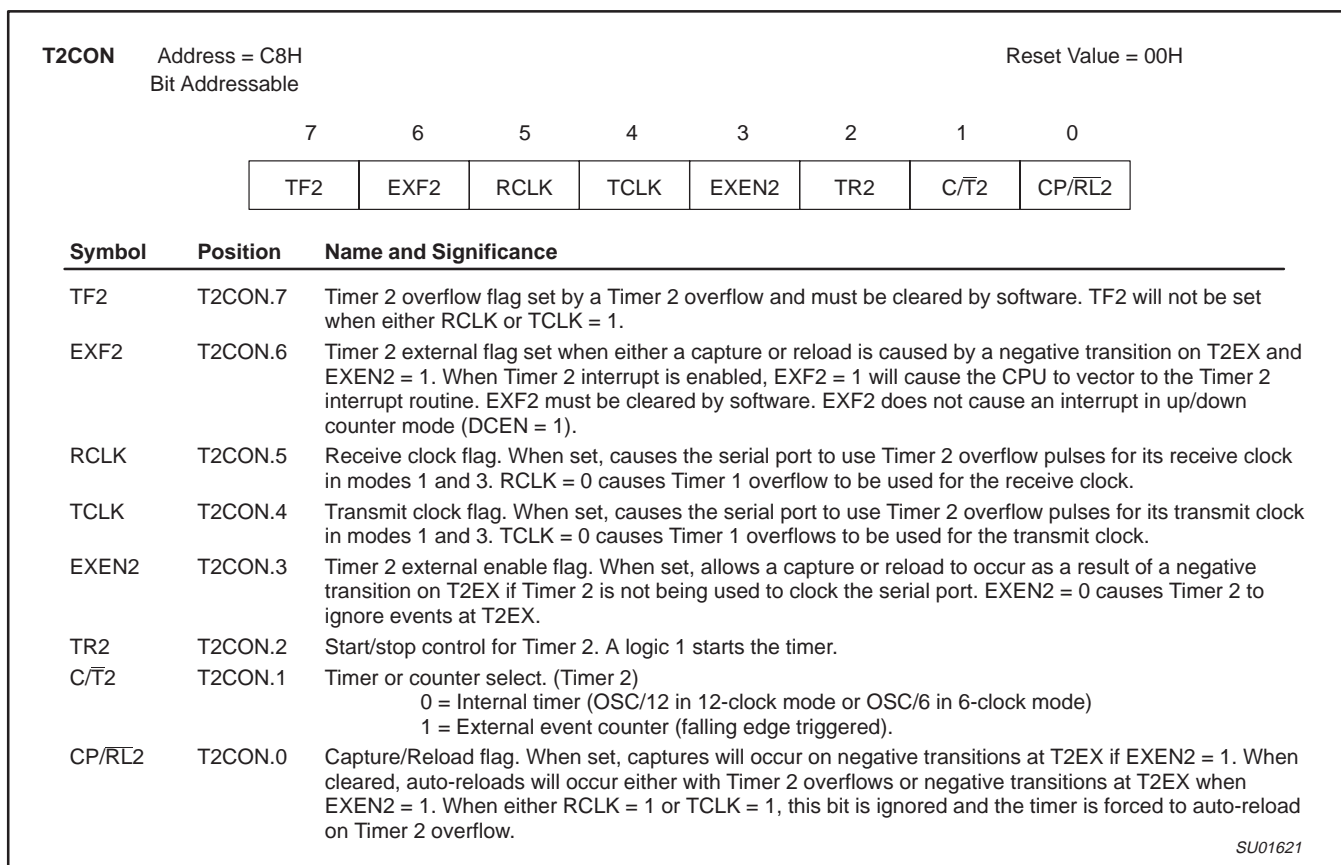 T2CON Address = C8H Reset Value = 00H
Bit Addressable
7 6 5 4 3 2 1 0
TF2 EXF2 RCLK TCLK EXEN2 TR2 C/T̅2 CP/R̅L̅2
Symbol Position Name and Significance
TF2 T2CON.7 Timer 2 overflow flag set by a Timer 2 overflow and must be cleared by software. TF2 will not be set
when either RCLK or TCLK = 1.
EXF2 T2CON.6 Timer 2 external flag set when either a capture or reload is caused by a negative transition on T2EX and
EXEN2 = 1. When Timer 2 interrupt is enabled, EXF2 = 1 will cause the CPU to vector to the Timer 2
interrupt routine. EXF2 must be cleared by software. EXF2 does not cause an interrupt in up/down
counter mode (DCEN = 1).
RCLK T2CON.5 Receive clock flag. When set, causes the serial port to use Timer 2 overflow pulses for its receive clock
in modes 1 and 3. RCLK = 0 causes Timer 1 overflow to be used for the receive clock.
TCLK T2CON.4 Transmit clock flag. When set, causes the serial port to use Timer 2 overflow pulses for its transmit clock
in modes 1 and 3. TCLK = 0 causes Timer 1 overflows to be used for the transmit clock.
EXEN2 T2CON.3 Timer 2 external enable flag. When set, allows a capture or reload to occur as a result of a negative
transition on T2EX if Timer 2 is not being used to clock the serial port. EXEN2 = 0 causes Timer 2 to
ignore events at T2EX.
TR2 T2CON.2 Start/stop control for Timer 2. A logic 1 starts the timer.
C/T̅2 T2CON.1 Timer or counter select. (Timer 2)
0 = Internal timer (OSC/12 in 12-clock mode or OSC/6 in 6-clock mode)
1 = External event counter (falling edge triggered).
CP/R̅L̅2 T2CON.0 Capture/Reload flag. When set, captures will occur on negative transitions at T2EX if EXEN2 = 1. When
cleared, auto-reloads will occur either with Timer 2 overflows or negative transitions at T2EX when
EXEN2 = 1. When either RCLK = 1 or TCLK = 1, this bit is ignored and the timer is forced to auto-reload
on Timer 2 overflow.
SU01621